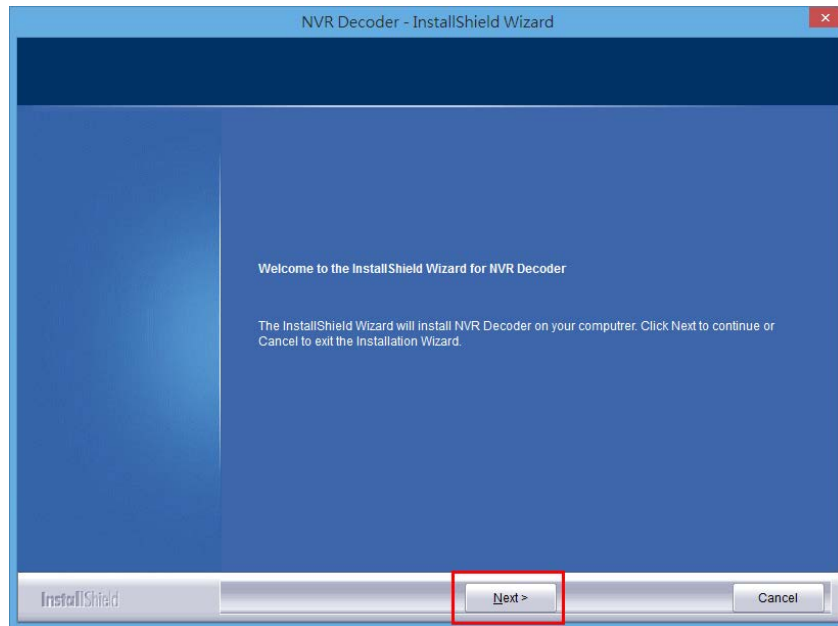 NVR Decoder - InstallShield Wizard
Welcome to the InstallShield Wizard for NVR Decoder
The InstallShield Wizard will install NVR Decoder on your computrer. Click Next to continue or
Cancel to exit the Installation Wizard.
InstallShield
Next >
Cancel